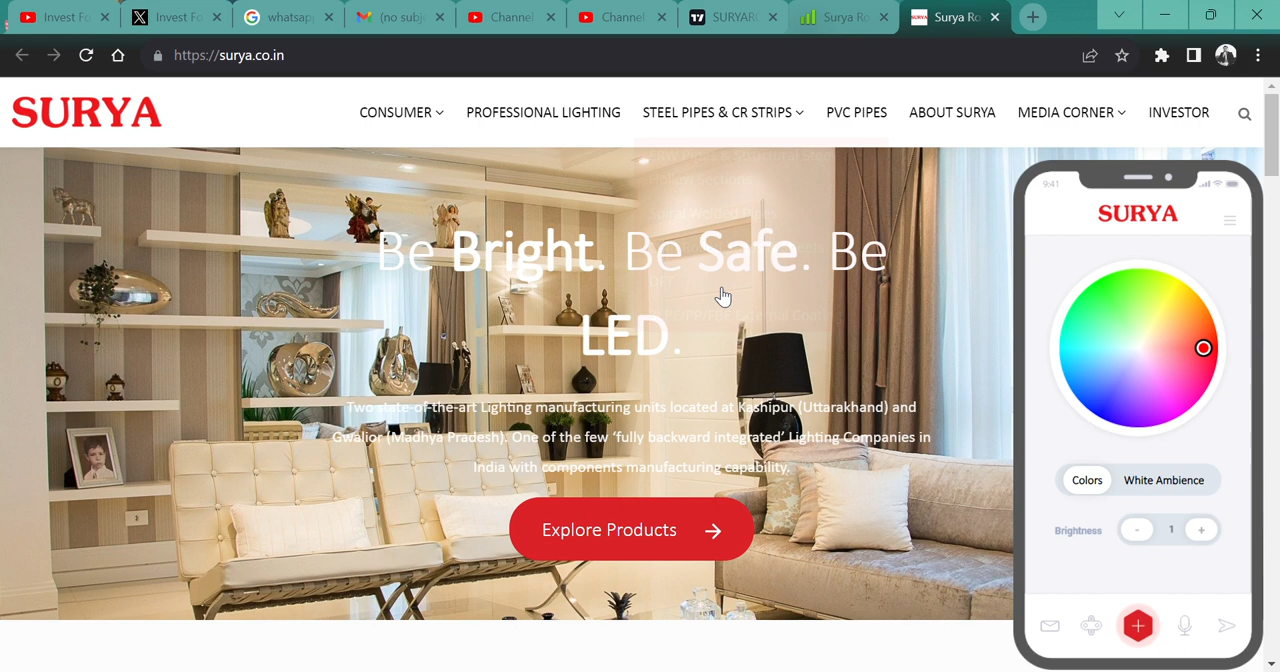 Invest Fo
Invest Fo
whatsap
(no subj
Channel
Channel
SURYARO
Surya Ro
Surya Ro
https://surya.co.in
SURYA
CONSUMER
PROFESSIONAL LIGHTING
STEEL PIPES & CR STRIPS
PVC PIPES
ABOUT SURYA
MEDIA CORNER
INVESTOR
Be Bright. Be Safe. Be
LED.
Two state-of-the-art Lighting manufacturing units located at Kashipur (Uttarakhand) and
Gwalior (Madhya Pradesh). One of the few ‘fully backward integrated’ Lighting Companies in
India with components manufacturing capability.
Explore Products
9:41
SURYA
Colors
White Ambience
Brightness
- 1 +